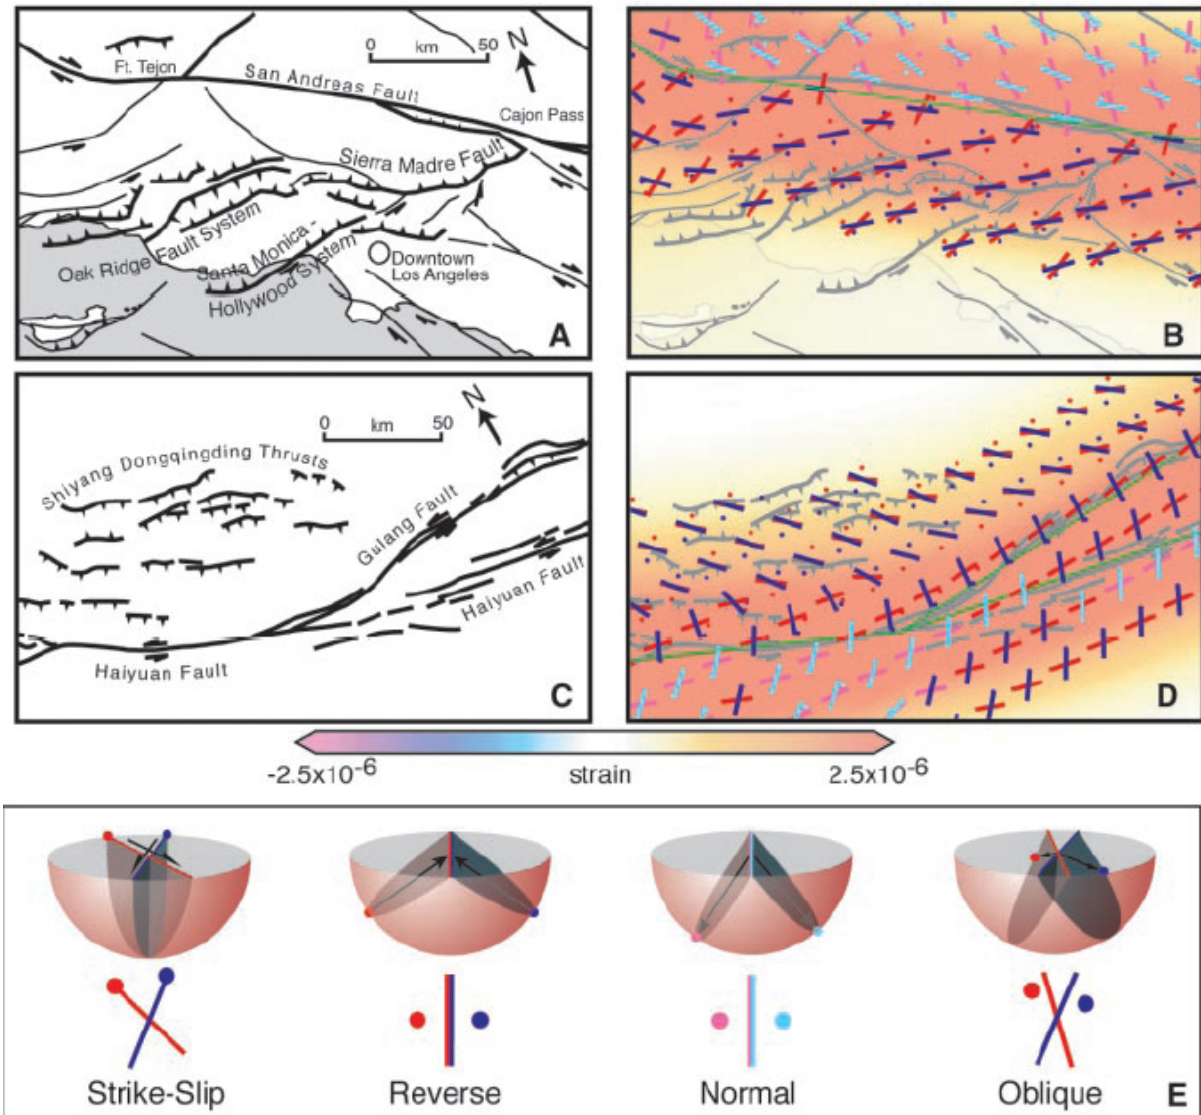 Ft. Tejon
0 km 50
N
San Andreas Fault
Cajon Pass
Sierra Madre Fault
Oak Ridge Fault System
Santa Monica -
Hollywood System
Downtown
Los Angeles
A
B
Shiyang Dongqingding Thrusts
0 km 50
N
Gulang Fault
Haiyuan Fault
Haiyuan Fault
C
D
-2.5x10-6 strain 2.5x10-6
Strike-Slip Reverse Normal Oblique E